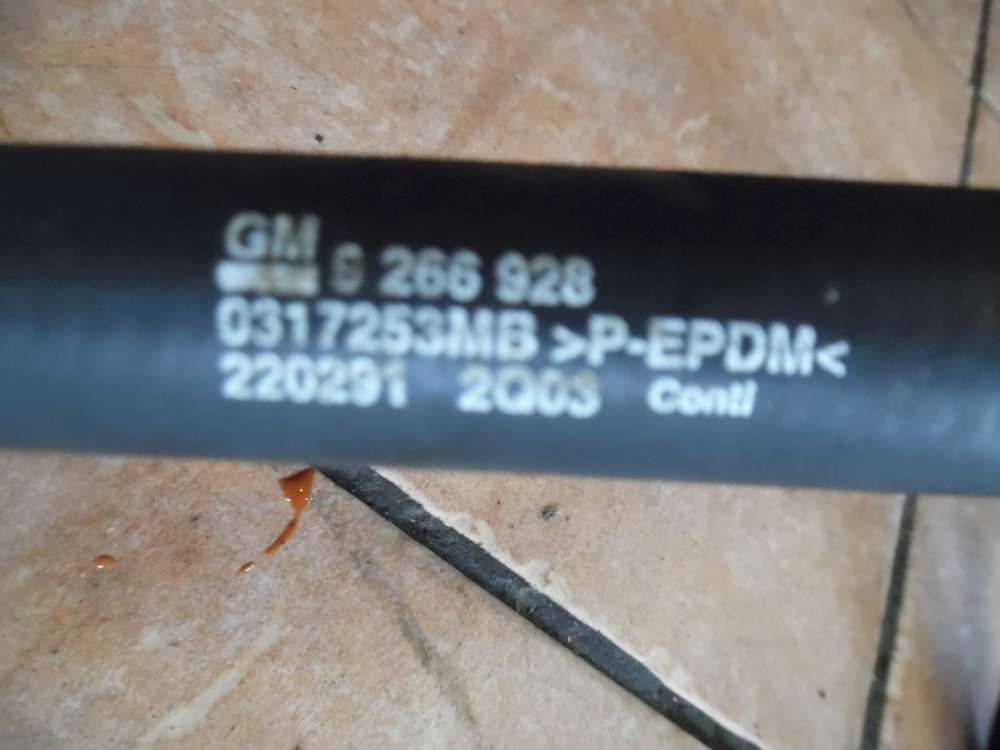 GM
9 266 928
0317253MB >P-EPDM<
220291 2Q03 Conti